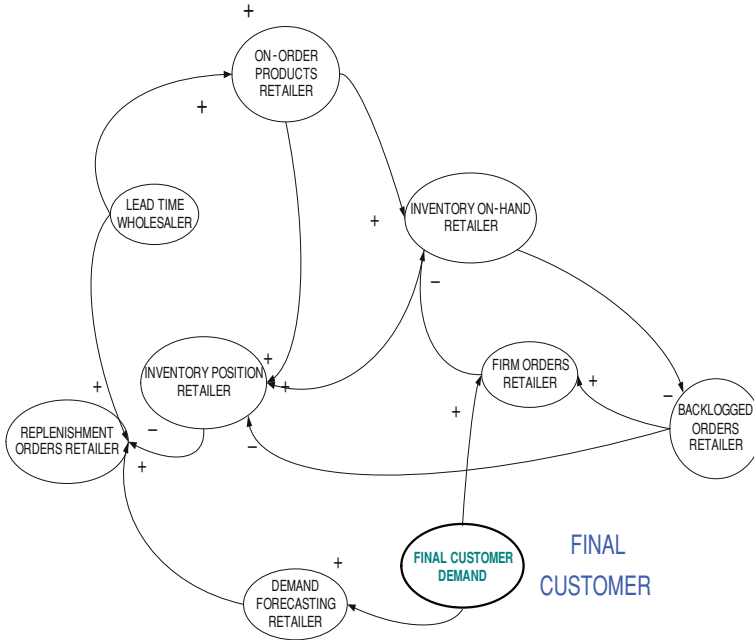 +
ON-ORDER
PRODUCTS
RETAILER
+
LEAD TIME
WHOLESALER
INVENTORY ON-HAND
RETAILER
+
−
INVENTORY POSITION
RETAILER
+
+
FIRM ORDERS
RETAILER
+
−
BACKLOGGED
ORDERS
RETAILER
+
+
REPLENISHMENT
ORDERS RETAILER
−
+
−
FINAL CUSTOMER
DEMAND
FINAL
CUSTOMER
+
DEMAND
FORECASTING
RETAILER